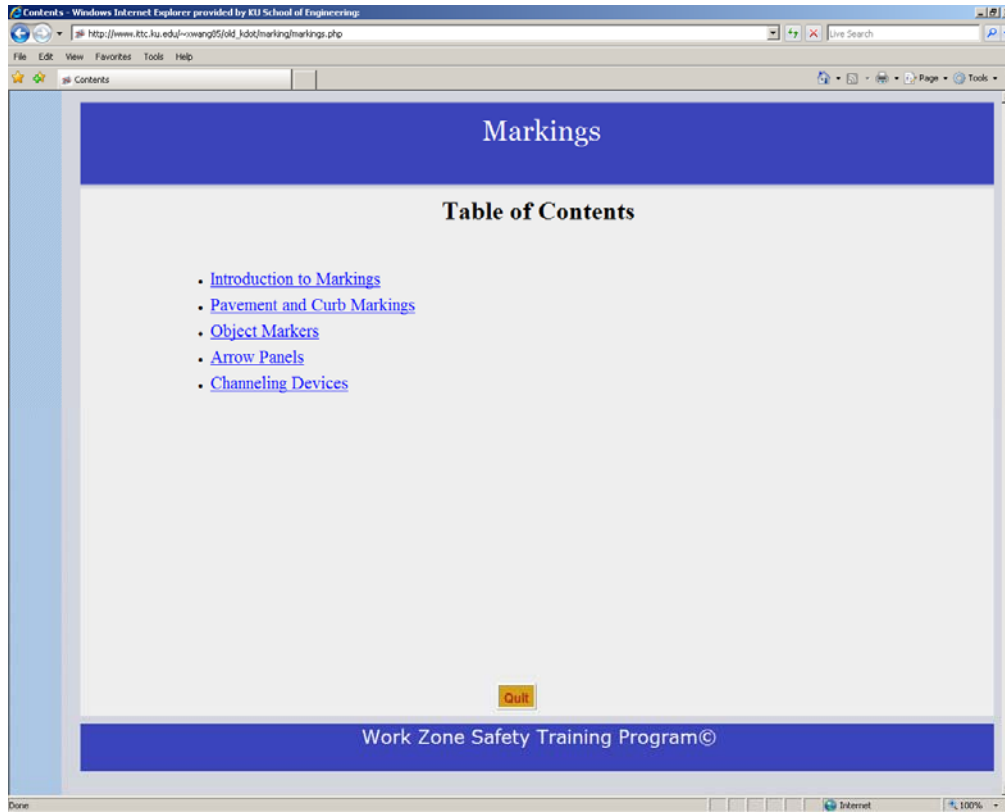 Contents - Windows Internet Explorer provided by KU School of Engineering:
http://www.ittc.ku.edu/~xwang05/old_kdot/marking/markings.php
Live Search
File Edit View Favorites Tools Help
Contents
Page Tools
Markings
Table of Contents
• Introduction to Markings
• Pavement and Curb Markings
• Object Markers
• Arrow Panels
• Channeling Devices
Quit
Work Zone Safety Training Program©
Done
Internet
100%